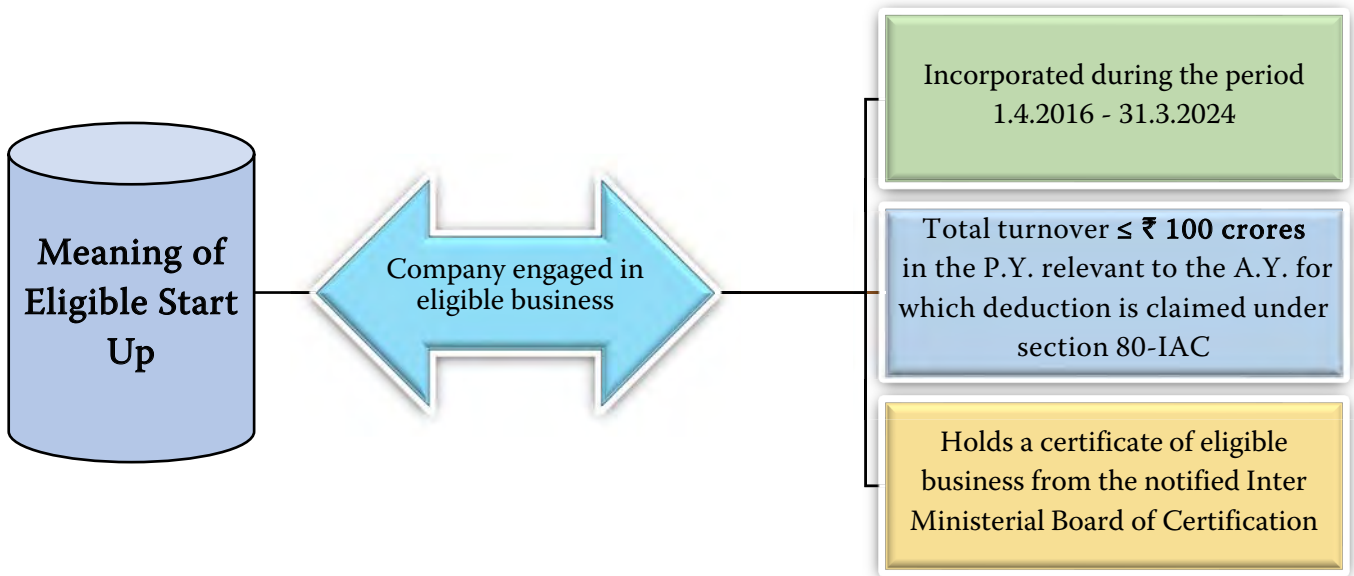 Meaning of
Eligible Start
Up
Company engaged in
eligible business
Incorporated during the period
1.4.2016 - 31.3.2024
Total turnover ≤ ₹ 100 crores
in the P.Y. relevant to the A.Y. for
which deduction is claimed under
section 80-IAC
Holds a certificate of eligible
business from the notified Inter
Ministerial Board of Certification